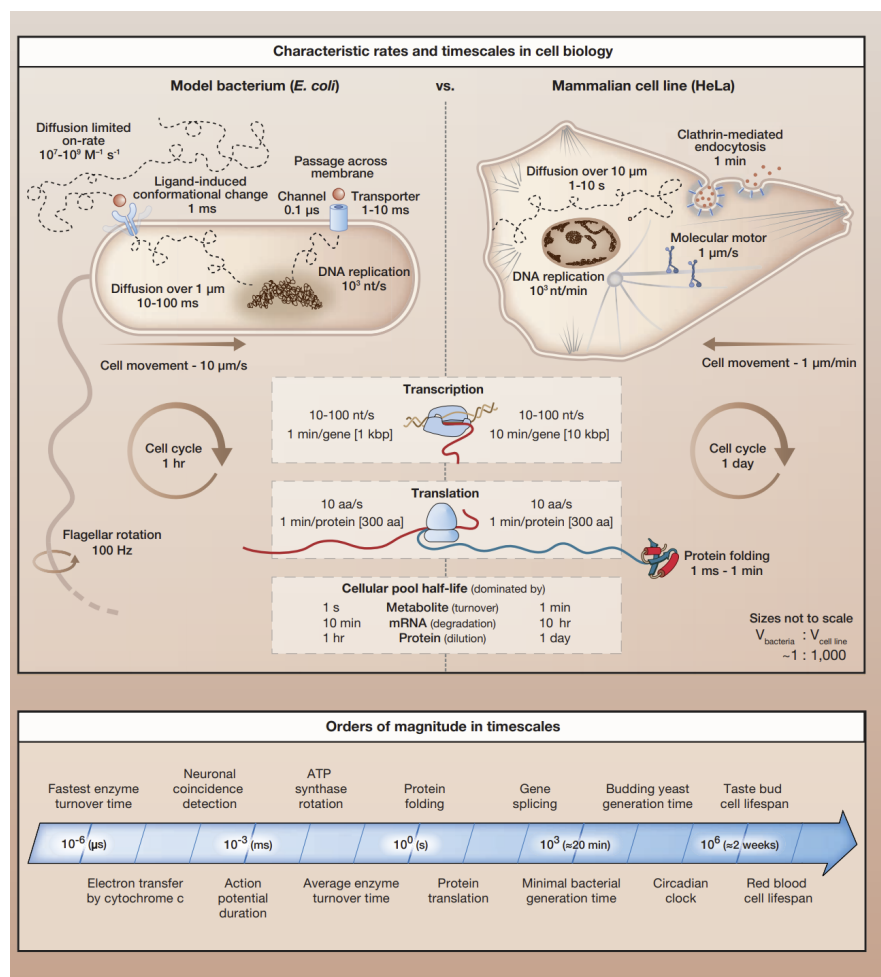 Characteristic rates and timescales in cell biology
Model bacterium (E. coli)
vs.
Mammalian cell line (HeLa)
Diffusion limited
on-rate
10⁷-10⁹ M⁻¹ s⁻¹
Ligand-induced
conformational change
1 ms
Passage across
membrane
Channel
0.1 µs
Transporter
1-10 ms
Diffusion over 1 µm
10-100 ms
DNA replication
10³ nt/s
Cell movement - 10 µm/s
Cell cycle
1 hr
Flagellar rotation
100 Hz
Clathrin-mediated
endocytosis
1 min
Diffusion over 10 µm
1-10 s
Molecular motor
1 µm/s
DNA replication
10³ nt/min
Cell movement - 1 µm/min
Cell cycle
1 day
Transcription
10-100 nt/s
1 min/gene [1 kbp]
10-100 nt/s
10 min/gene [10 kbp]
Translation
10 aa/s
1 min/protein [300 aa]
10 aa/s
1 min/protein [300 aa]
Protein folding
1 ms - 1 min
Cellular pool half-life (dominated by)
1 s Metabolite (turnover) 1 min
10 min mRNA (degradation) 10 hr
1 hr Protein (dilution) 1 day
Sizes not to scale
V bacteria : V cell line
~1 : 1,000
Orders of magnitude in timescales
Fastest enzyme
turnover time
Neuronal
coincidence
detection
ATP
synthase
rotation
Protein
folding
Gene
splicing
Budding yeast
generation time
Taste bud
cell lifespan
10⁻⁶ (µs)
10⁻³ (ms)
10⁰ (s)
10³ (≈20 min)
10⁶ (≈2 weeks)
Electron transfer
by cytochrome c
Action
potential
duration
Average enzyme
turnover time
Protein
translation
Minimal bacterial
generation time
Circadian
clock
Red blood
cell lifespan